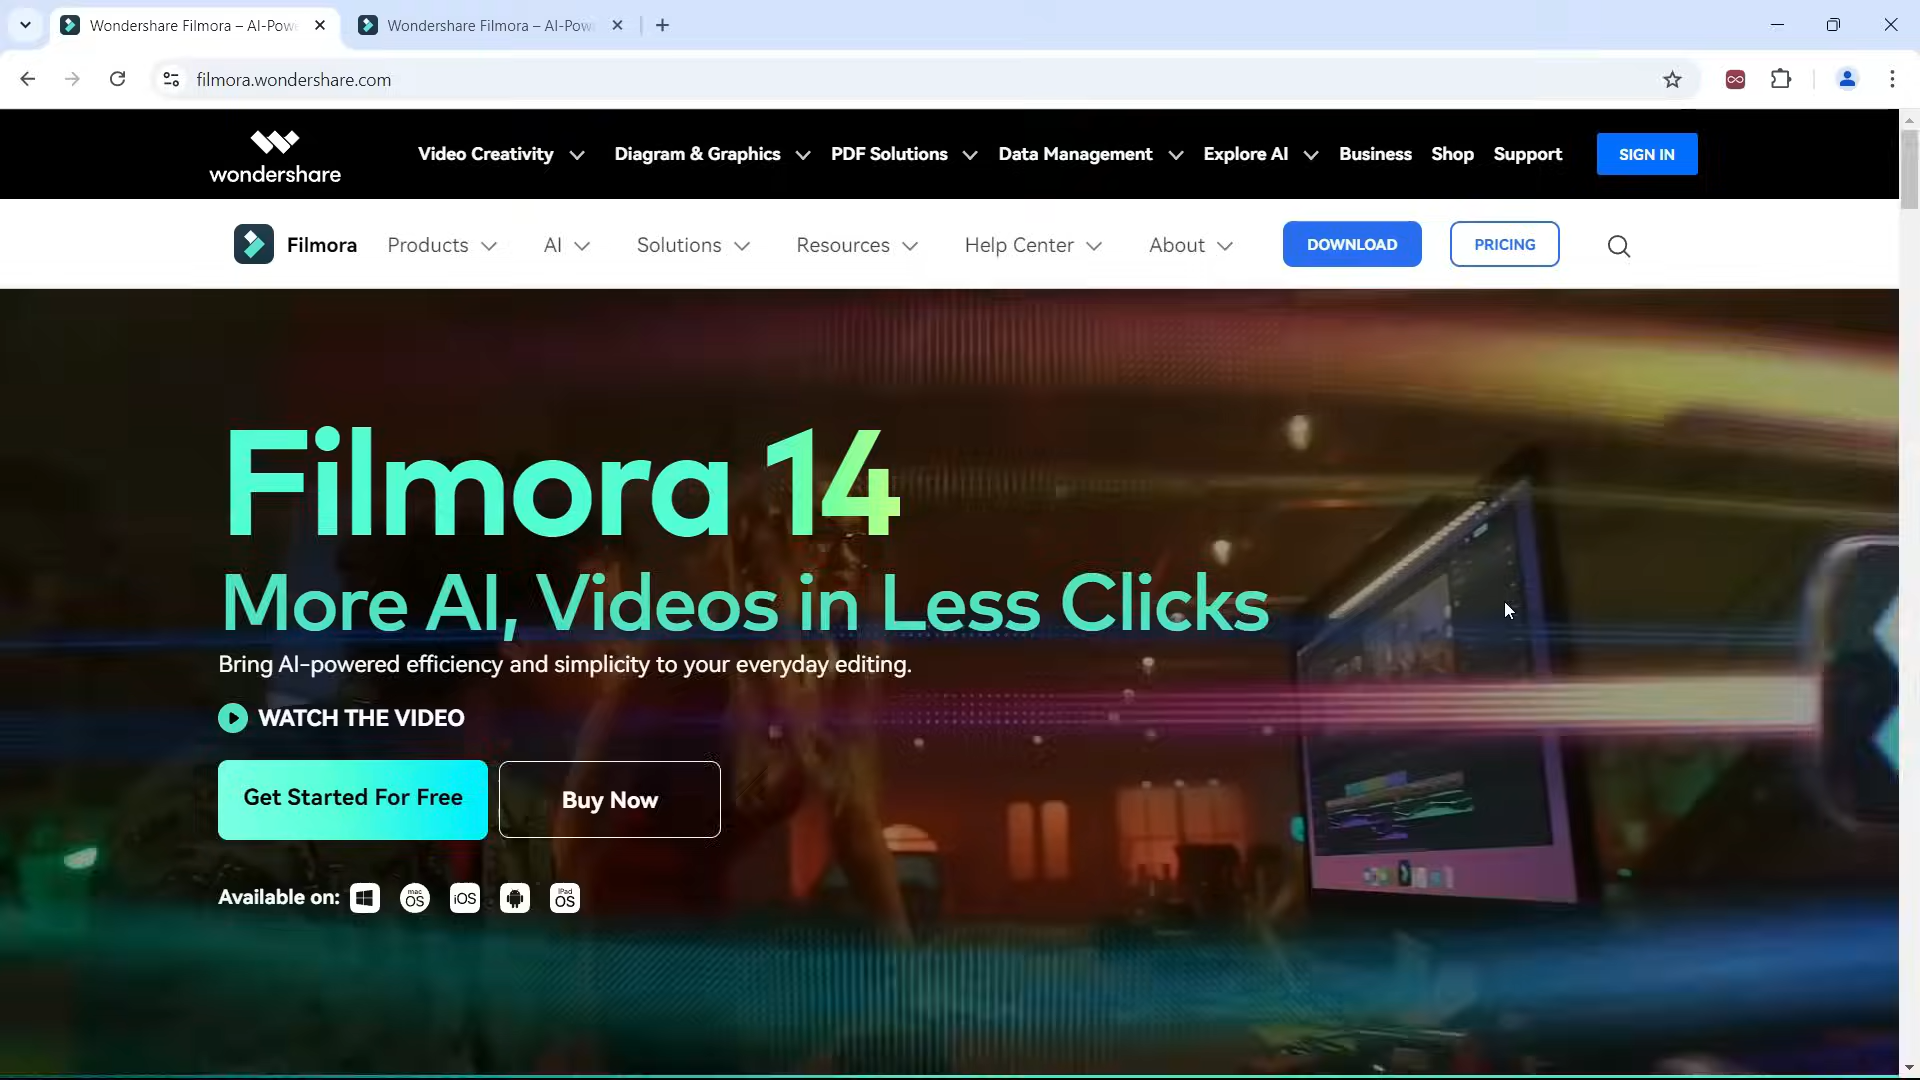 Wondershare Filmora – AI-Pow
Wondershare Filmora – AI-Pow
filmora.wondershare.com
wondershare
Video Creativity
Diagram & Graphics
PDF Solutions
Data Management
Explore AI
Business
Shop
Support
SIGN IN
Filmora
Products
AI
Solutions
Resources
Help Center
About
DOWNLOAD
PRICING
Filmora 14
More AI, Videos in Less Clicks
Bring AI-powered efficiency and simplicity to your everyday editing.
WATCH THE VIDEO
Get Started For Free
Buy Now
Available on:
mac OS
iOS
iPad OS